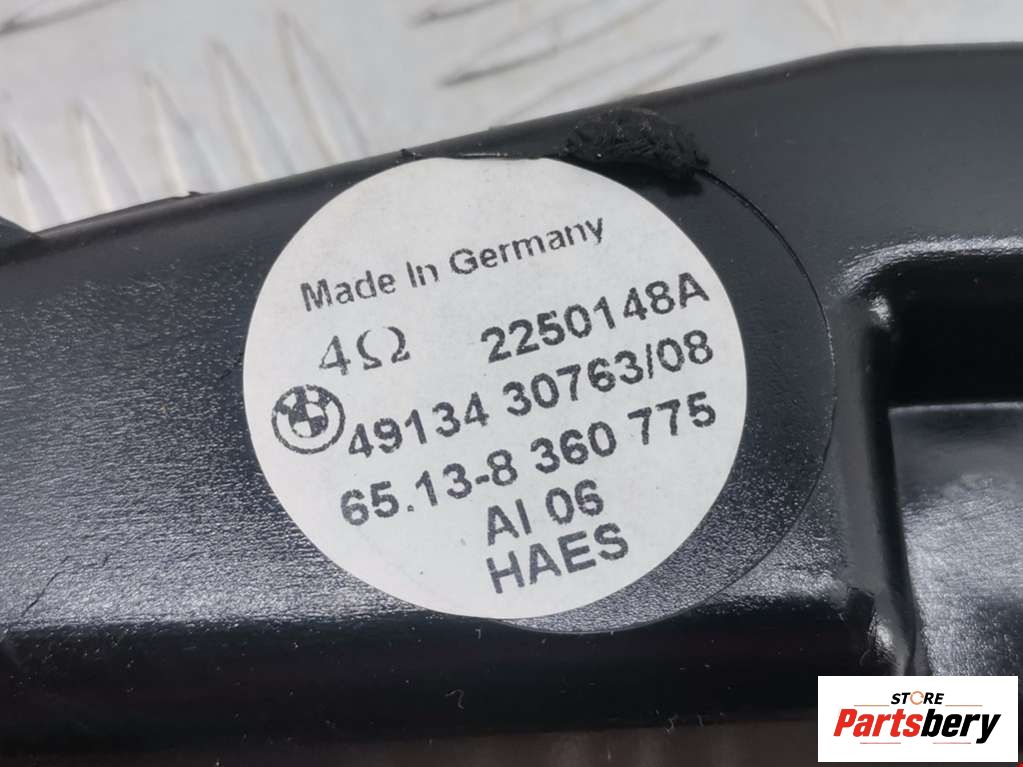 Made In Germany
4Ω 2250148A
49134 30763/08
65.13-8 360 775
AI 06
HAES
STORE
Partsbery